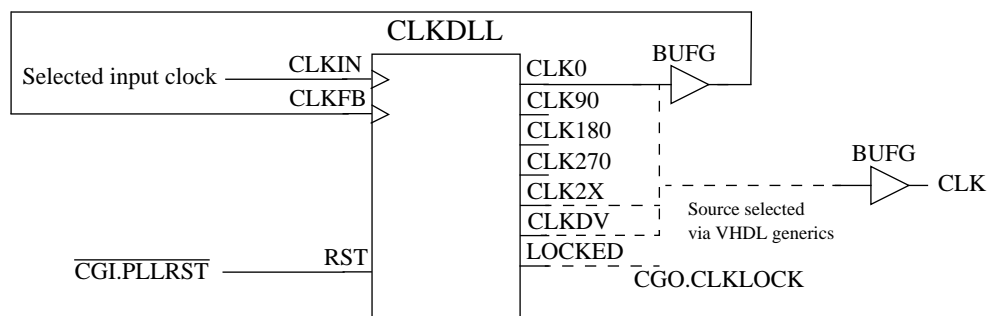 CLKDLL
BUFG
Selected input clock
CLKIN
CLK0
CLKFB
CLK90
CLK180
CLK270
BUFG
CLK
CLK2X
Source selected
via VHDL generics
CLKDV
LOCKED
CGI.PLLRST
RST
CGO.CLKLOCK